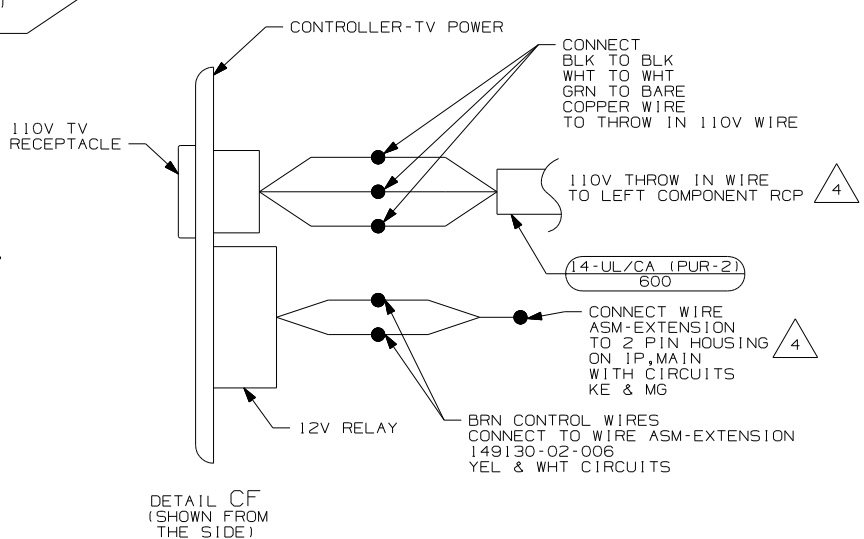 )
CONTROLLER-TV POWER
CONNECT
BLK TO BLK
WHT TO WHT
GRN TO BARE
COPPER WIRE
TO THROW IN 110V WIRE
110V TV
RECEPTACLE
110V THROW IN WIRE
TO LEFT COMPONENT RCP
4
14-UL/CA (PUR-2)
600
CONNECT WIRE
ASM-EXTENSION
TO 2 PIN HOUSING
ON IP,MAIN
WITH CIRCUITS
KE & MG
4
12V RELAY
BRN CONTROL WIRES
CONNECT TO WIRE ASM-EXTENSION
149130-02-006
YEL & WHT CIRCUITS
DETAIL CF
(SHOWN FROM
THE SIDE)